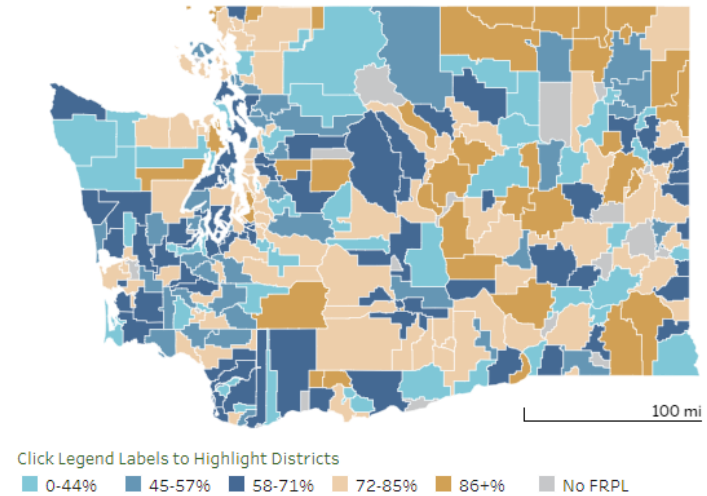 100 mi
Click Legend Labels to Highlight Districts
0-44% 45-57% 58-71% 72-85% 86+% No FRPL